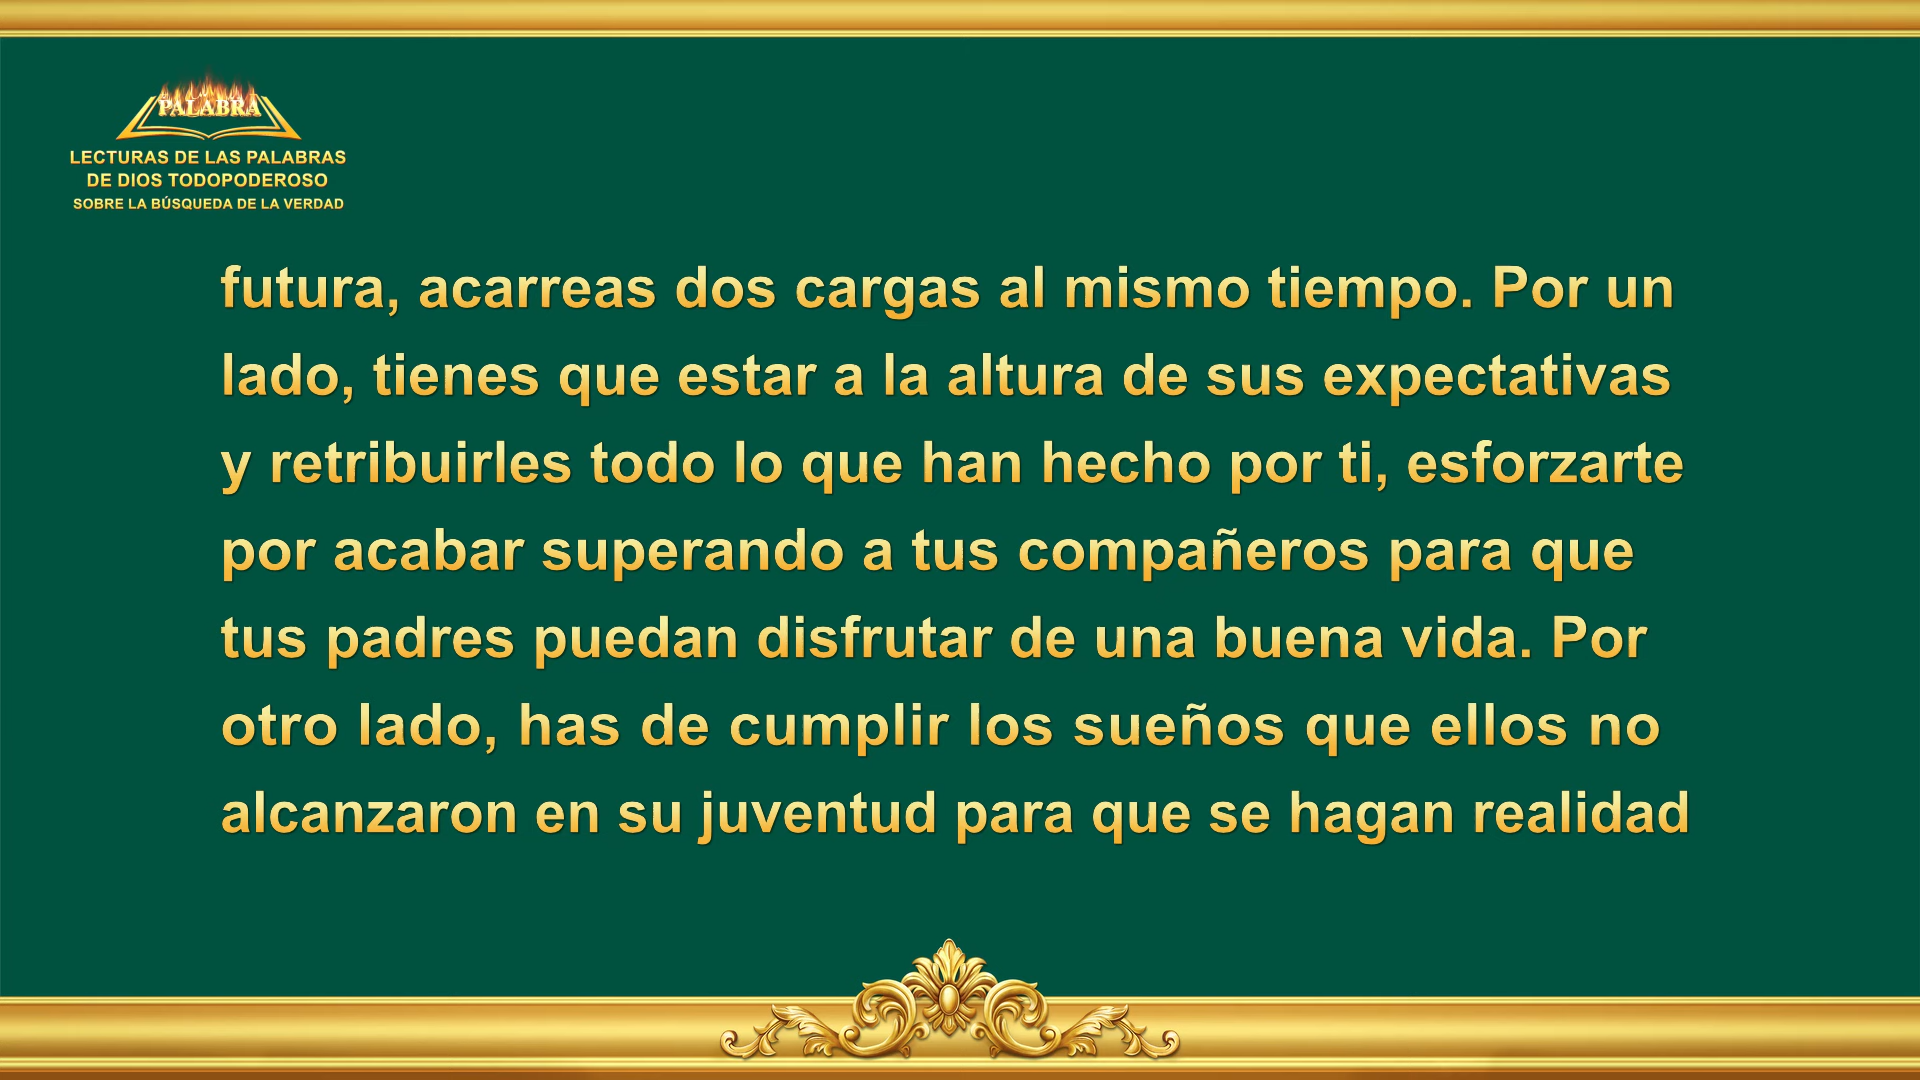 PALABRA
LECTURAS DE LAS PALABRAS
DE DIOS TODOPODEROSO
SOBRE LA BÚSQUEDA DE LA VERDAD
futura, acarreas dos cargas al mismo tiempo. Por un
lado, tienes que estar a la altura de sus expectativas
y retribuirles todo lo que han hecho por ti, esforzarte
por acabar superando a tus compañeros para que
tus padres puedan disfrutar de una buena vida. Por
otro lado, has de cumplir los sueños que ellos no
alcanzaron en su juventud para que se hagan realidad